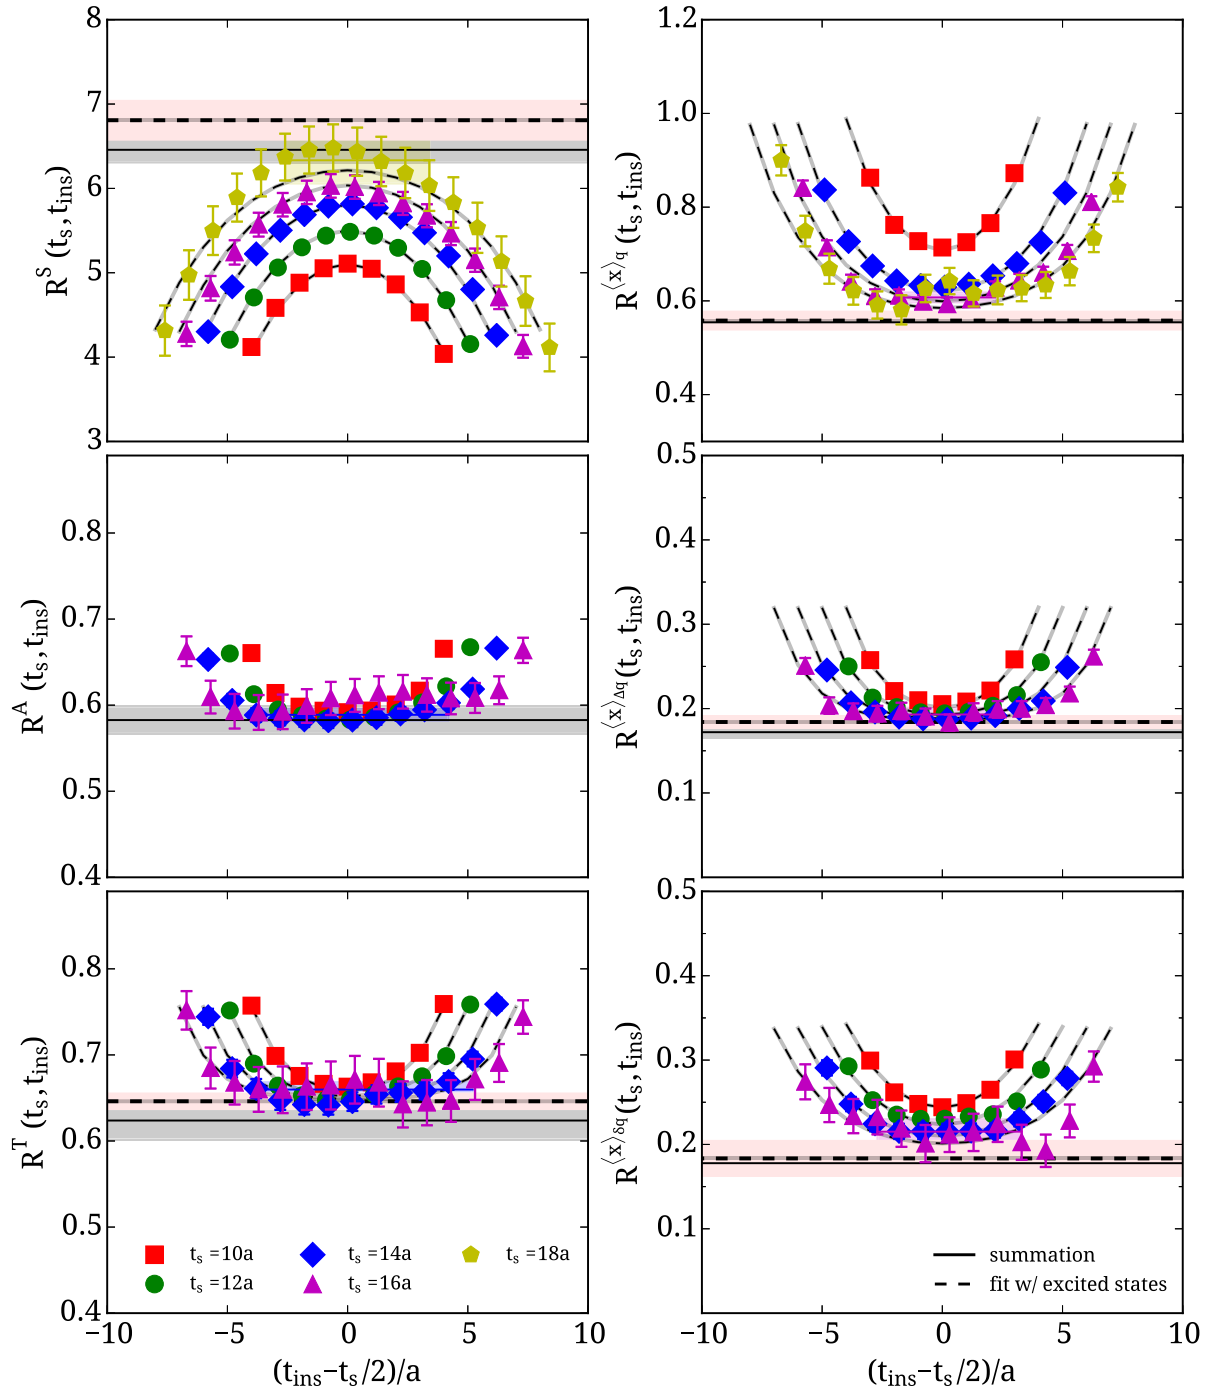 8
7
6
5
4
3
R^S (t_s, t_ins)
1.2
1.0
0.8
0.6
0.4
R^⟨x⟩_q (t_s, t_ins)
0.8
0.7
0.6
0.5
0.4
R^A (t_s, t_ins)
0.5
0.4
0.3
0.2
0.1
R^⟨x⟩_Δq (t_s, t_ins)
0.8
0.7
0.6
0.5
0.4
R^T (t_s, t_ins)
t_s =10a
t_s =12a
t_s =14a
t_s =16a
t_s =18a
−10 −5 0 5 10
(t_ins−t_s/2)/a
0.5
0.4
0.3
0.2
0.1
R^⟨x⟩_δq (t_s, t_ins)
summation
fit w/ excited states
−10 −5 0 5 10
(t_ins−t_s/2)/a